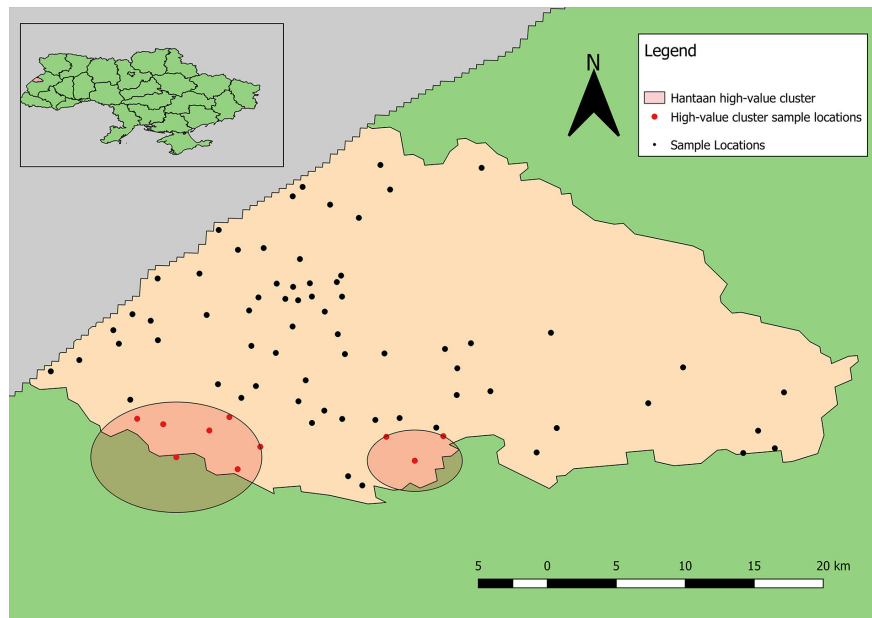 N
Legend
Hantaan high-value cluster
High-value cluster sample locations
Sample Locations
5 0 5 10 15 20 km